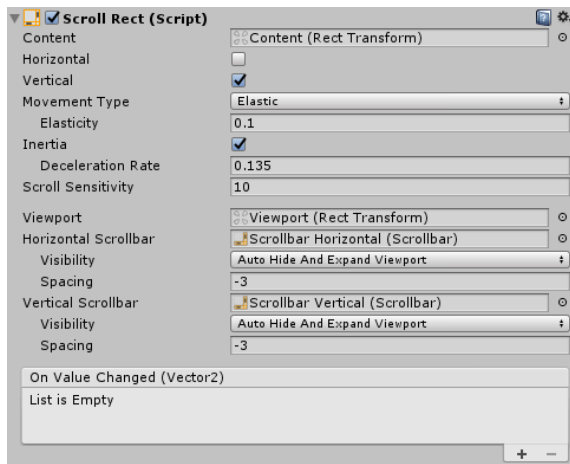 Scroll Rect (Script)
Content Content (Rect Transform)
Horizontal
Vertical
Movement Type Elastic
Elasticity 0.1
Inertia
Deceleration Rate 0.135
Scroll Sensitivity 10
Viewport Viewport (Rect Transform)
Horizontal Scrollbar Scrollbar Horizontal (Scrollbar)
Visibility Auto Hide And Expand Viewport
Spacing -3
Vertical Scrollbar Scrollbar Vertical (Scrollbar)
Visibility Auto Hide And Expand Viewport
Spacing -3
On Value Changed (Vector2)
List is Empty
+ −